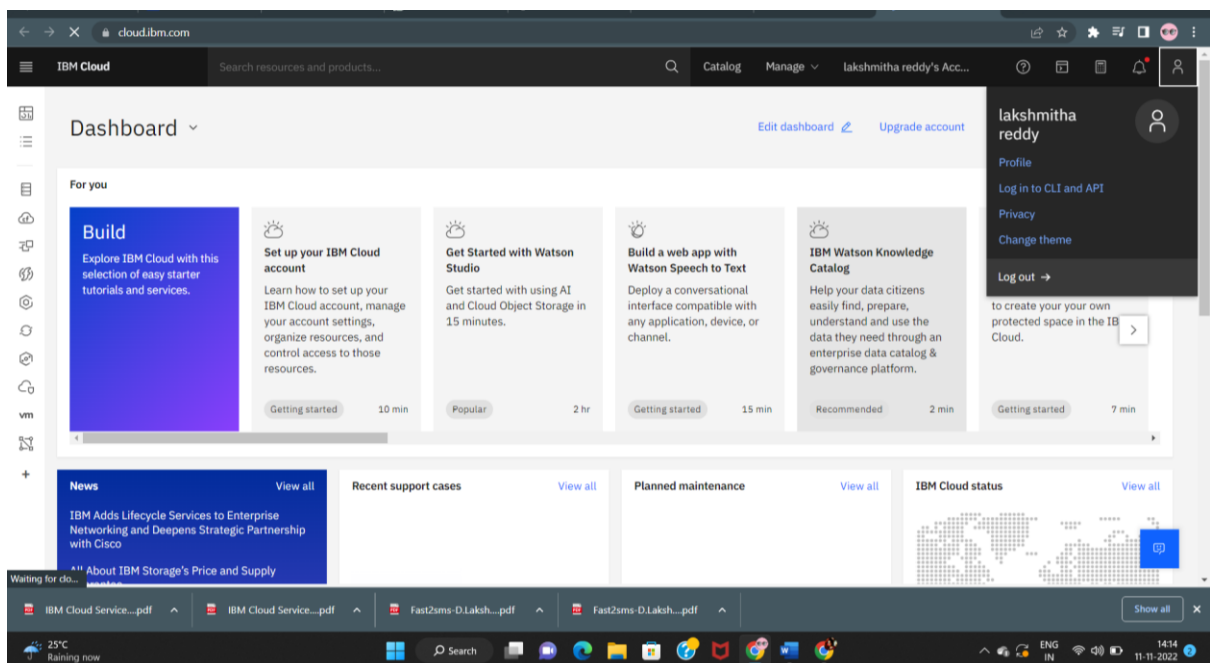 cloud.ibm.com
IBM Cloud
Search resources and products...
Catalog
Manage
lakshmitha reddy's Acc...
Dashboard
Edit dashboard
Upgrade account
lakshmitha
reddy
Profile
Log in to CLI and API
Privacy
Change theme
Log out →
For you
Build
Explore IBM Cloud with this
selection of easy starter
tutorials and services.
Set up your IBM Cloud
account
Learn how to set up your
IBM Cloud account, manage
your account settings,
organize resources, and
control access to those
resources.
Getting started 10 min
Get Started with Watson
Studio
Get started with using AI
and Cloud Object Storage in
15 minutes.
Popular 2 hr
Build a web app with
Watson Speech to Text
Deploy a conversational
interface compatible with
any application, device, or
channel.
Getting started 15 min
IBM Watson Knowledge
Catalog
Help your data citizens
easily find, prepare,
understand and use the
data they need through an
enterprise data catalog &
governance platform.
Recommended 2 min
to create your your own
protected space in the IB
Cloud.
Getting started 7 min
vm
News View all
IBM Adds Lifecycle Services to Enterprise
Networking and Deepens Strategic Partnership
with Cisco
All About IBM Storage's Price and Supply
Recent support cases View all
Planned maintenance View all
IBM Cloud status View all
Waiting for clo...
IBM Cloud Service....pdf
IBM Cloud Service....pdf
Fast2sms-D.Laksh....pdf
Fast2sms-D.Laksh....pdf
Show all
25°C
Raining now
Search
ENG
IN
14:14
11-11-2022
2